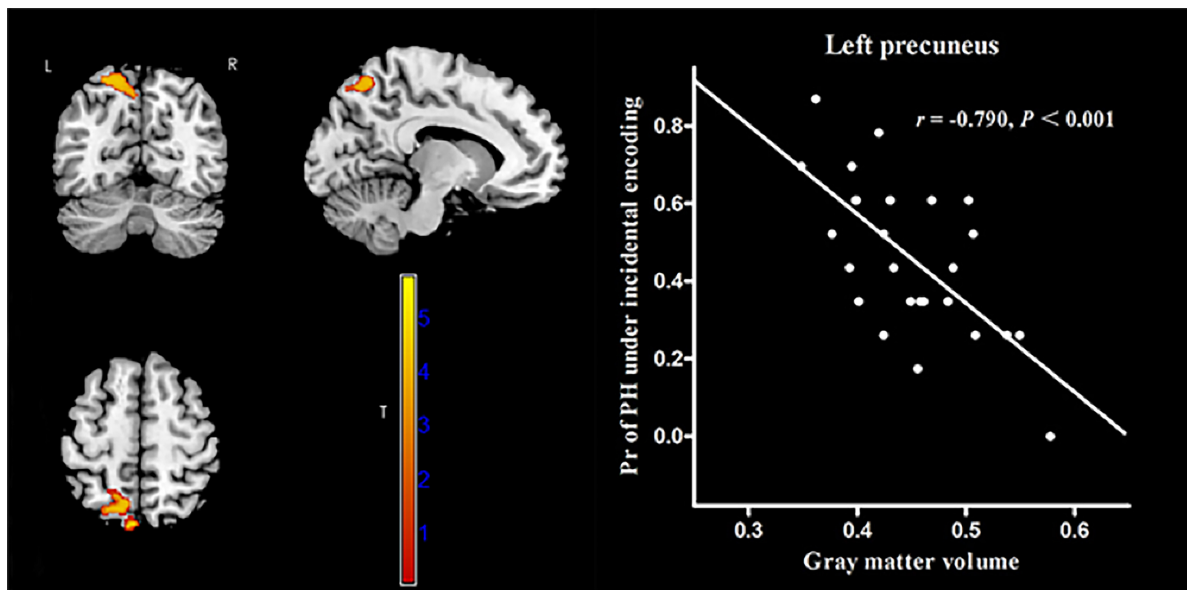 L
R
T
5
4
3
2
1
Left precuneus
r = -0.790, P < 0.001
Pr of PH under incidental encoding
0.8
0.6
0.4
0.2
0.0
0.3 0.4 0.5 0.6
Gray matter volume